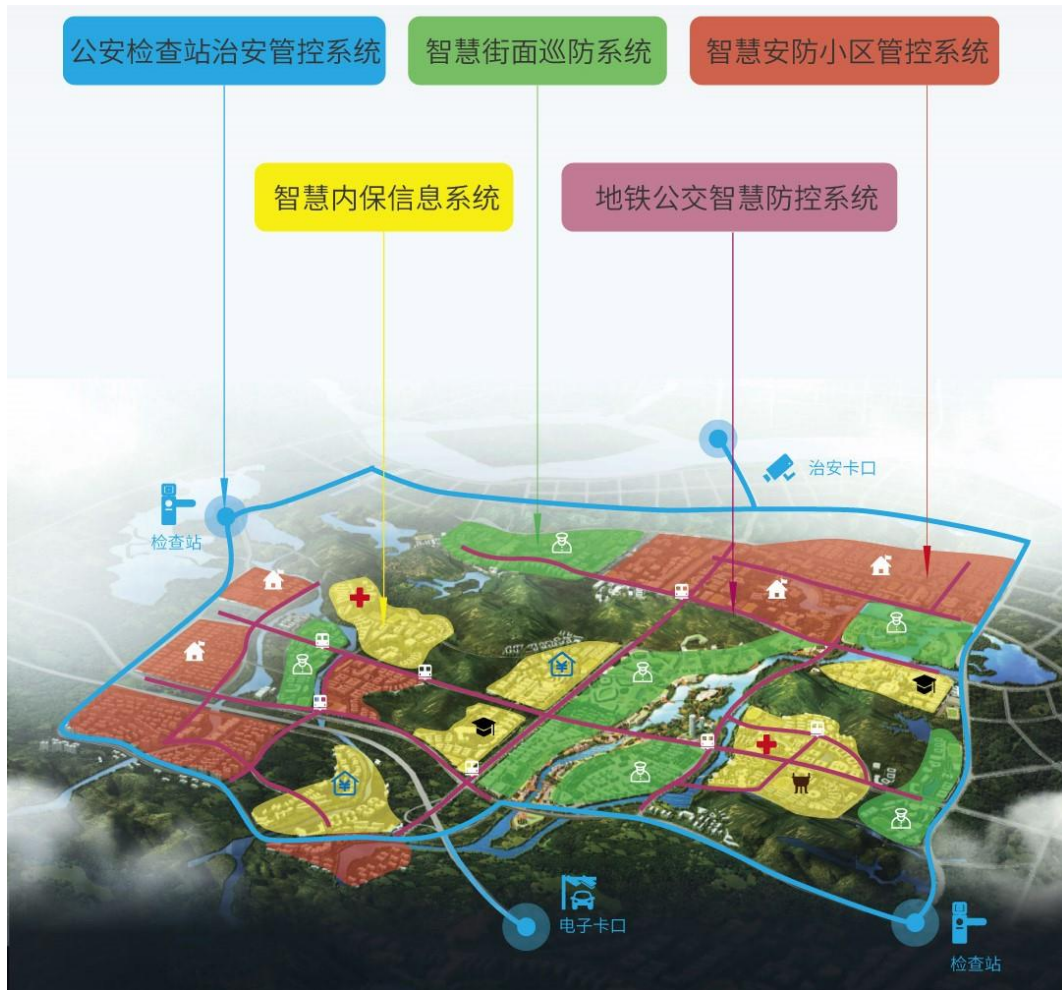 公安检查站治安管控系统
智慧街面巡防系统
智慧安防小区管控系统
智慧内保信息系统
地铁公交智慧防控系统
治安卡口
检查站
电子卡口
检查站